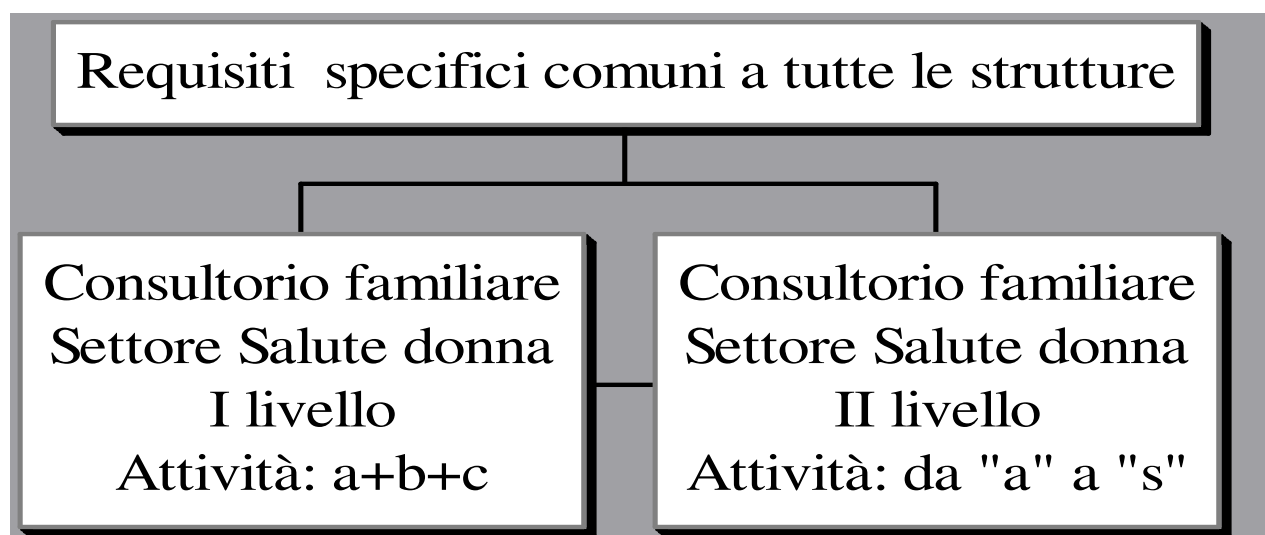 Requisiti specifici comuni a tutte le strutture
Consultorio familiare
Settore Salute donna
I livello
Attività: a+b+c
Consultorio familiare
Settore Salute donna
II livello
Attività: da "a" a "s"